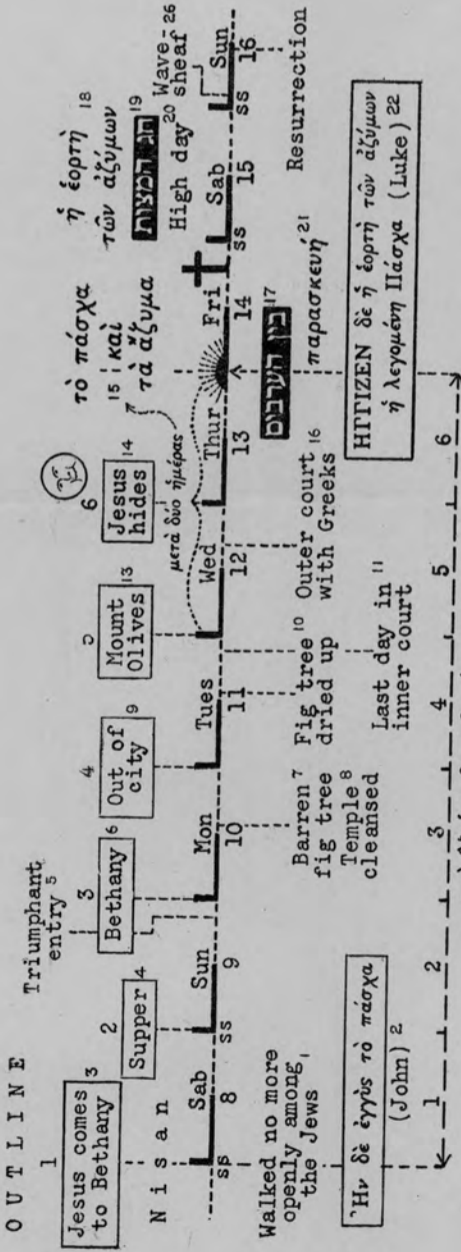 OUTLINE
Triumphant
entry 5
1
Jesus comes 3
to Bethany
2
Supper 4
3
Bethany 6
4
Out of 9
city
Mount 13
Olives
6
Jesus 14
hides
μετὰ δύο ἡμέρας
τὸ πάσχα
15 καὶ
τὰ ἄζυμα
ἡ ἑορτὴ 18
τῶν ἀζύμων
חג המצות 19
High day 20
Wave- 26
sheaf
Nisan
Sab Sun Mon Tues Wed Thur Fri Sab Sun
ss ss ss ss
8 9 10 11 12 13 14 15 16
Walked no more
openly among 1
the Jews
Barren 7
fig tree
Temple 8
cleansed
Fig tree 10
dried up
Last day in 11
inner court
Outer court 16
with Greeks
בין הערבים 17
παρασκευή 21
Resurrection
Ἦν δὲ ἐγγὺς τὸ πάσχα
(John) 2
ΗΓΓΙΖΕΝ δὲ ἡ ἑορτὴ τῶν ἀζύμων
ἡ λεγομένη Πάσχα (Luke) 22
1 2 3 4 5 6